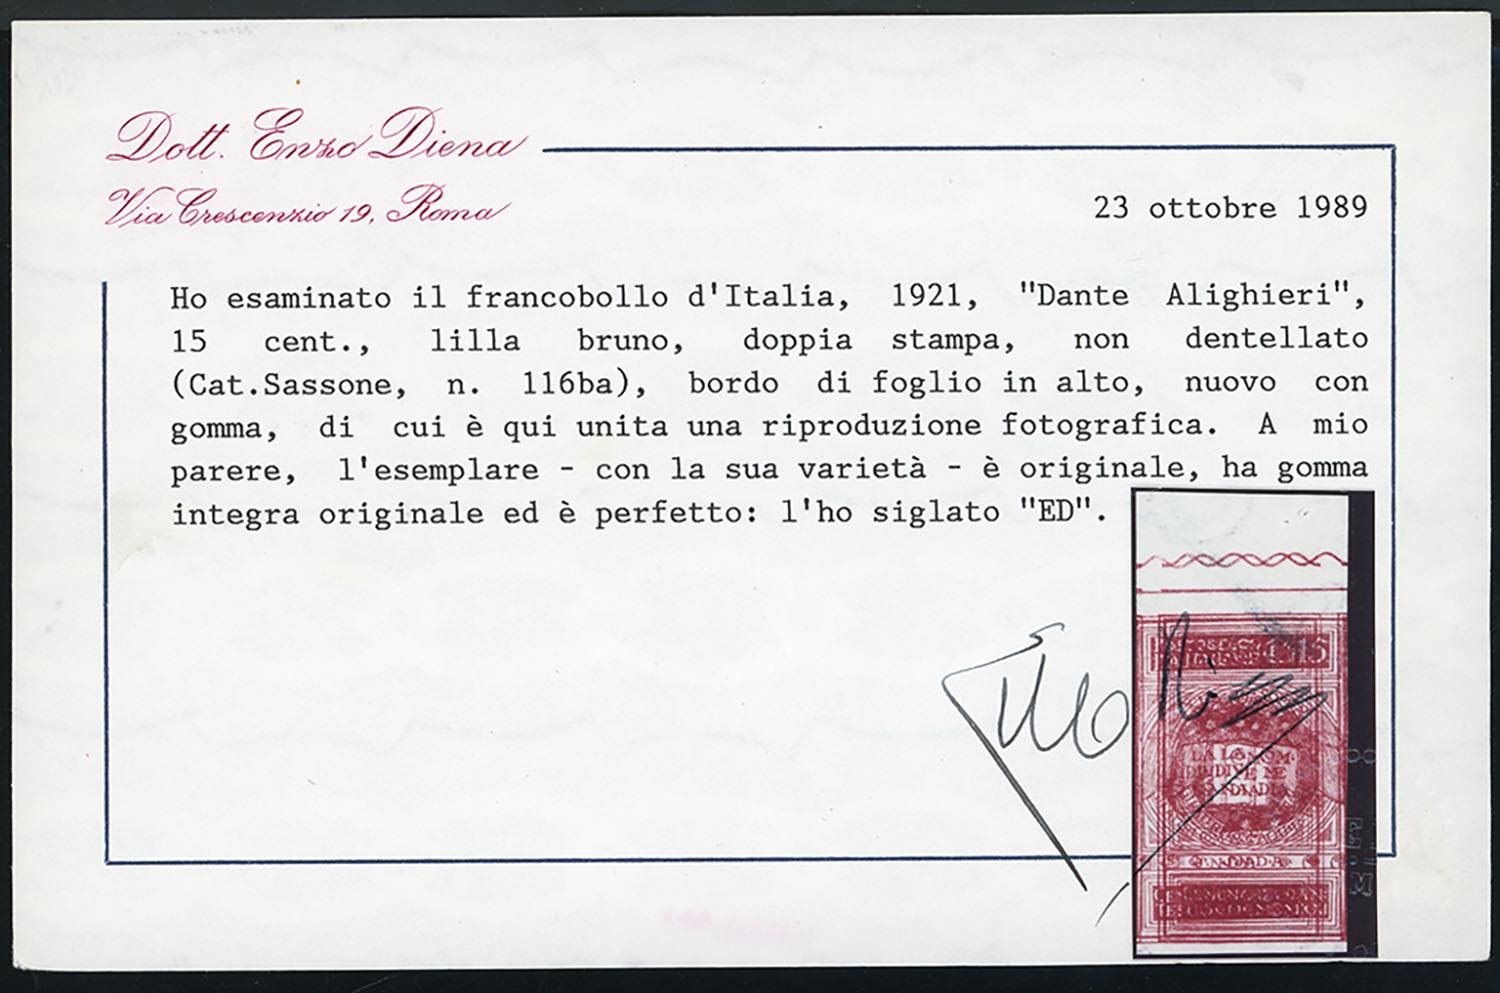 Dott. Enzo Diena
Via Crescenzio 19, Roma
23 ottobre 1989
Ho esaminato il francobollo d'Italia, 1921, "Dante Alighieri",
15 cent., lilla bruno, doppia stampa, non dentellato
(Cat.Sassone, n. 116ba), bordo di foglio in alto, nuovo con
gomma, di cui è qui unita una riproduzione fotografica. A mio
parere, l'esemplare - con la sua varietà - è originale, ha gomma
integra originale ed è perfetto: l'ho siglato "ED".
15